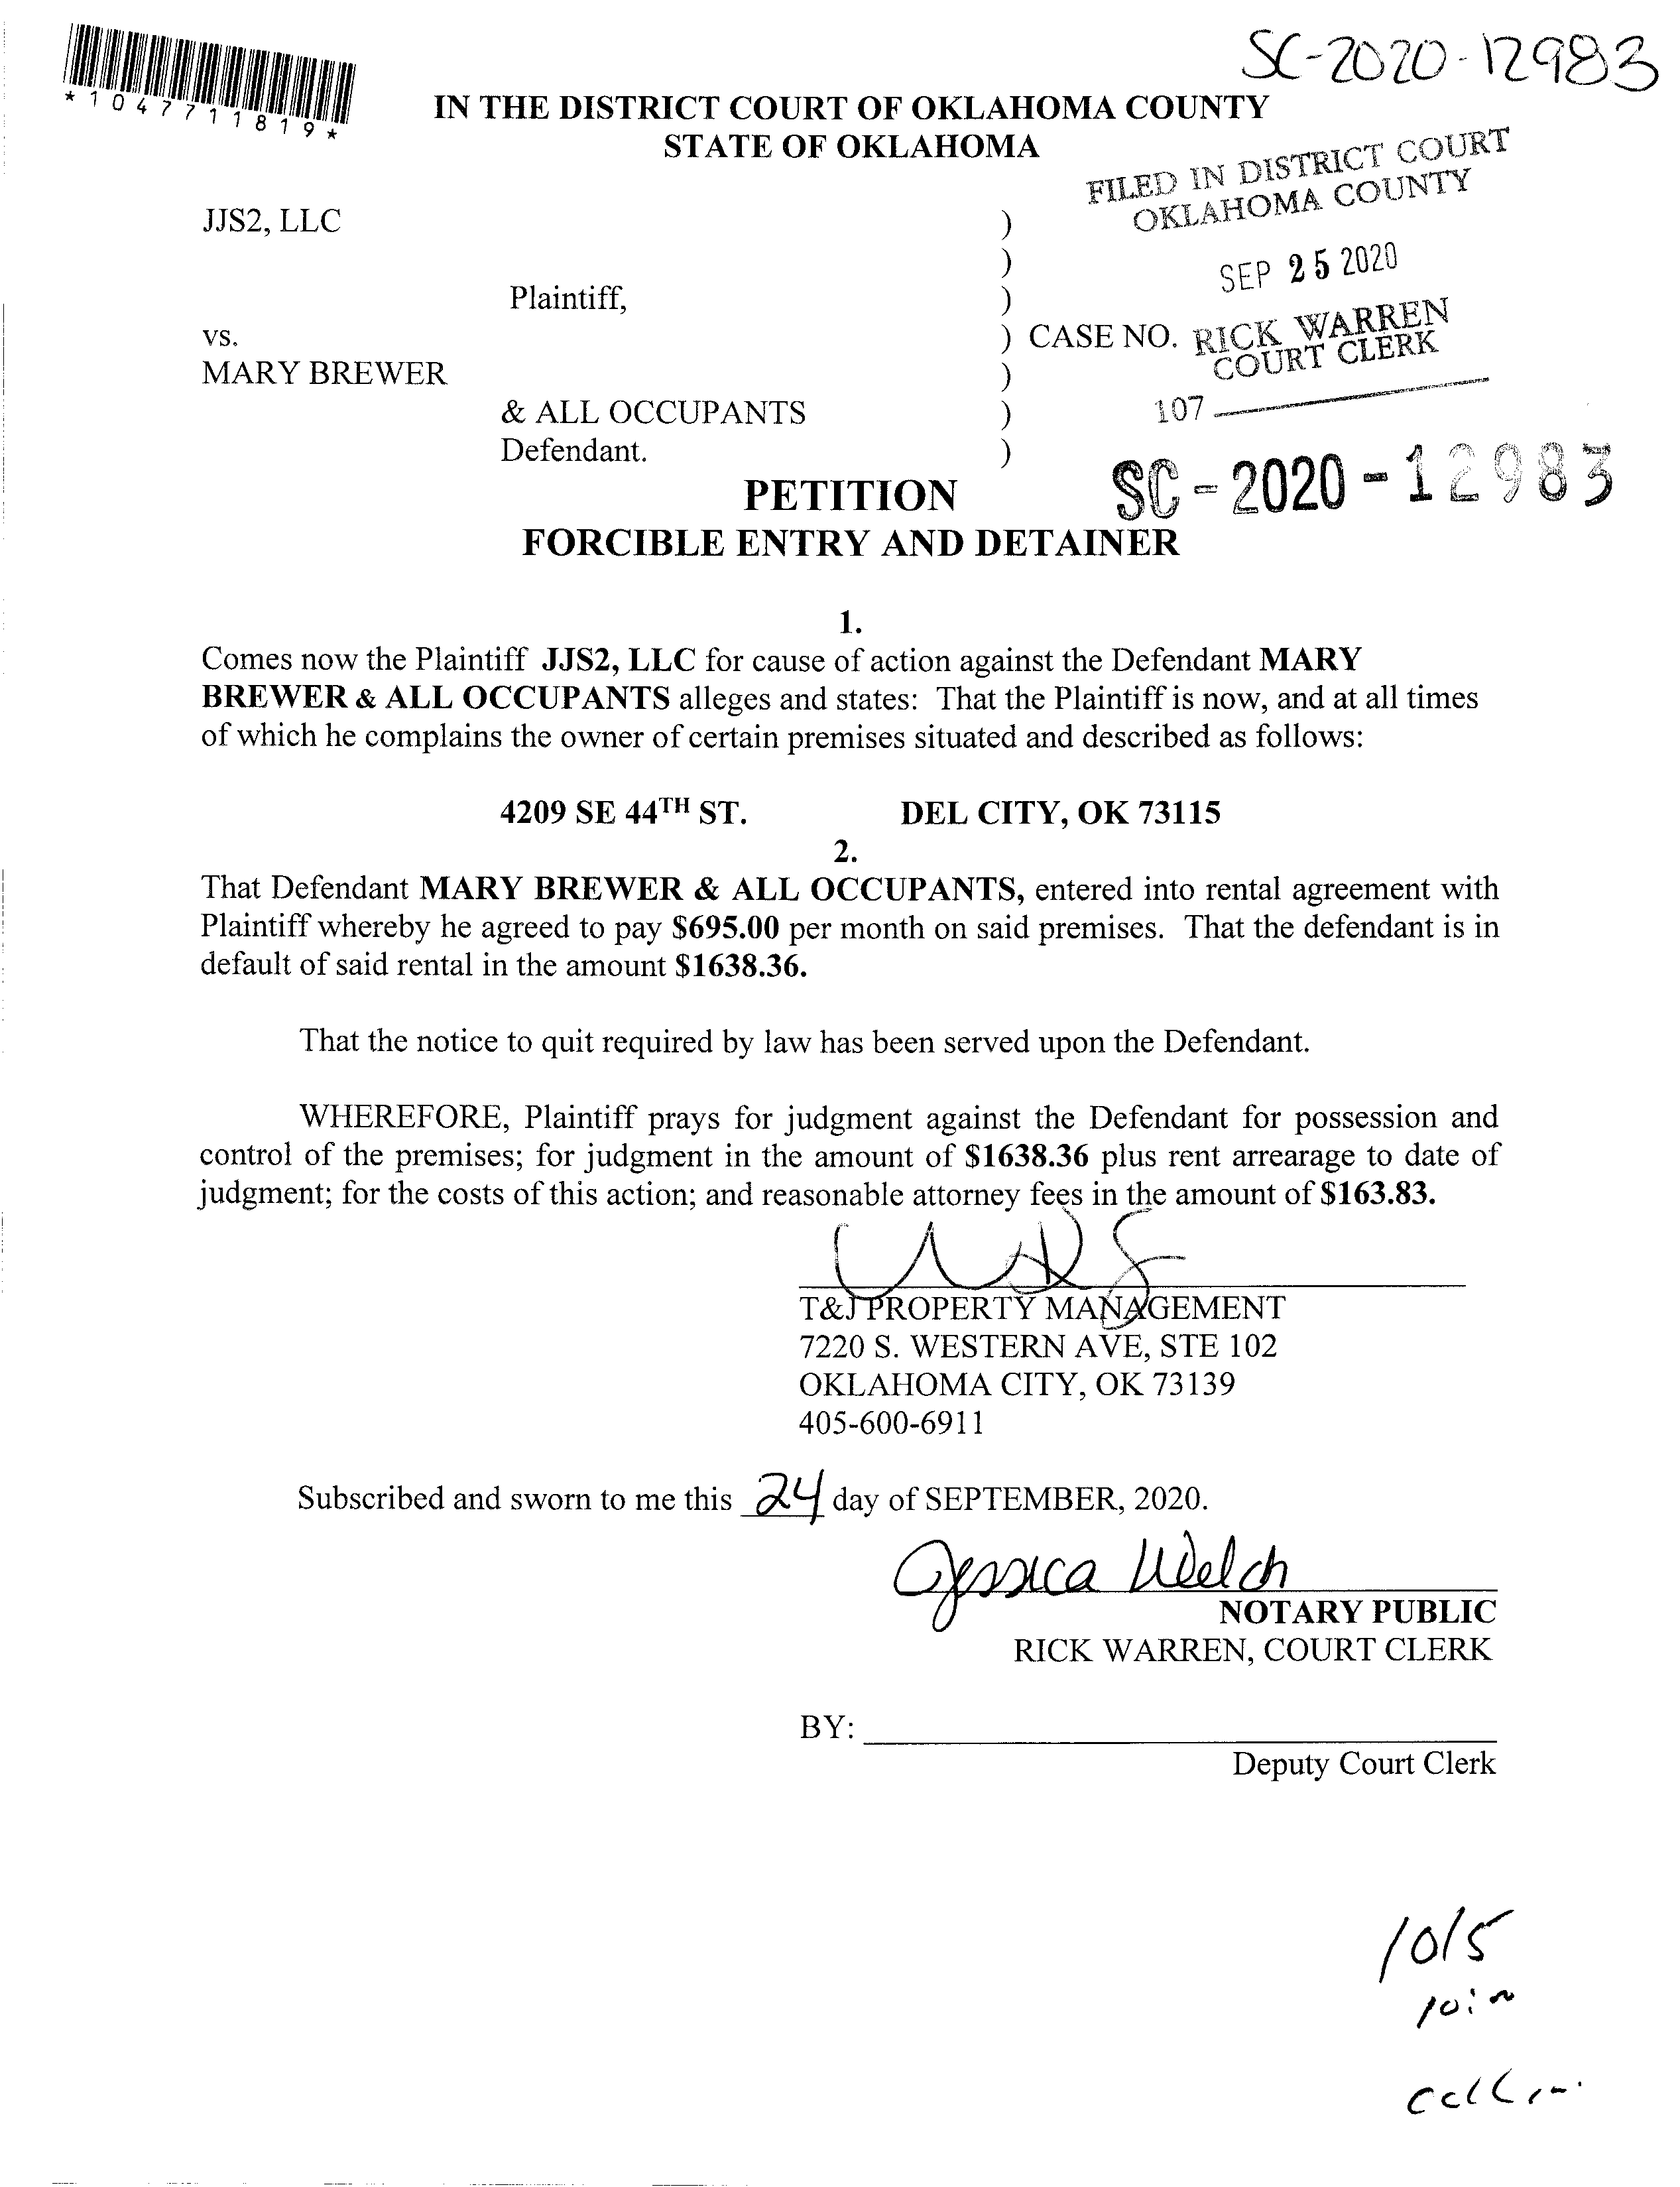 SC-2020-12983
*1047711819*
IN THE DISTRICT COURT OF OKLAHOMA COUNTY
STATE OF OKLAHOMA
FILED IN DISTRICT COURT
OKLAHOMA COUNTY
JJS2, LLC )
)
SEP 25 2020
Plaintiff, )
vs. ) CASE NO. RICK WARREN
COURT CLERK
MARY BREWER )
& ALL OCCUPANTS )
107
Defendant. )
SC-2020-12983
PETITION
FORCIBLE ENTRY AND DETAINER
1.
Comes now the Plaintiff JJS2, LLC for cause of action against the Defendant MARY
BREWER & ALL OCCUPANTS alleges and states: That the Plaintiff is now, and at all times
of which he complains the owner of certain premises situated and described as follows:
4209 SE 44TH ST. DEL CITY, OK 73115
2.
That Defendant MARY BREWER & ALL OCCUPANTS, entered into rental agreement with
Plaintiff whereby he agreed to pay $695.00 per month on said premises. That the defendant is in
default of said rental in the amount $1638.36.
That the notice to quit required by law has been served upon the Defendant.
WHEREFORE, Plaintiff prays for judgment against the Defendant for possession and
control of the premises; for judgment in the amount of $1638.36 plus rent arrearage to date of
judgment; for the costs of this action; and reasonable attorney fees in the amount of $163.83.
T&J PROPERTY MANAGEMENT
7220 S. WESTERN AVE, STE 102
OKLAHOMA CITY, OK 73139
405-600-6911
Subscribed and sworn to me this 24 day of SEPTEMBER, 2020.
Jessica Welch
NOTARY PUBLIC
RICK WARREN, COURT CLERK
BY:
Deputy Court Clerk
10/5